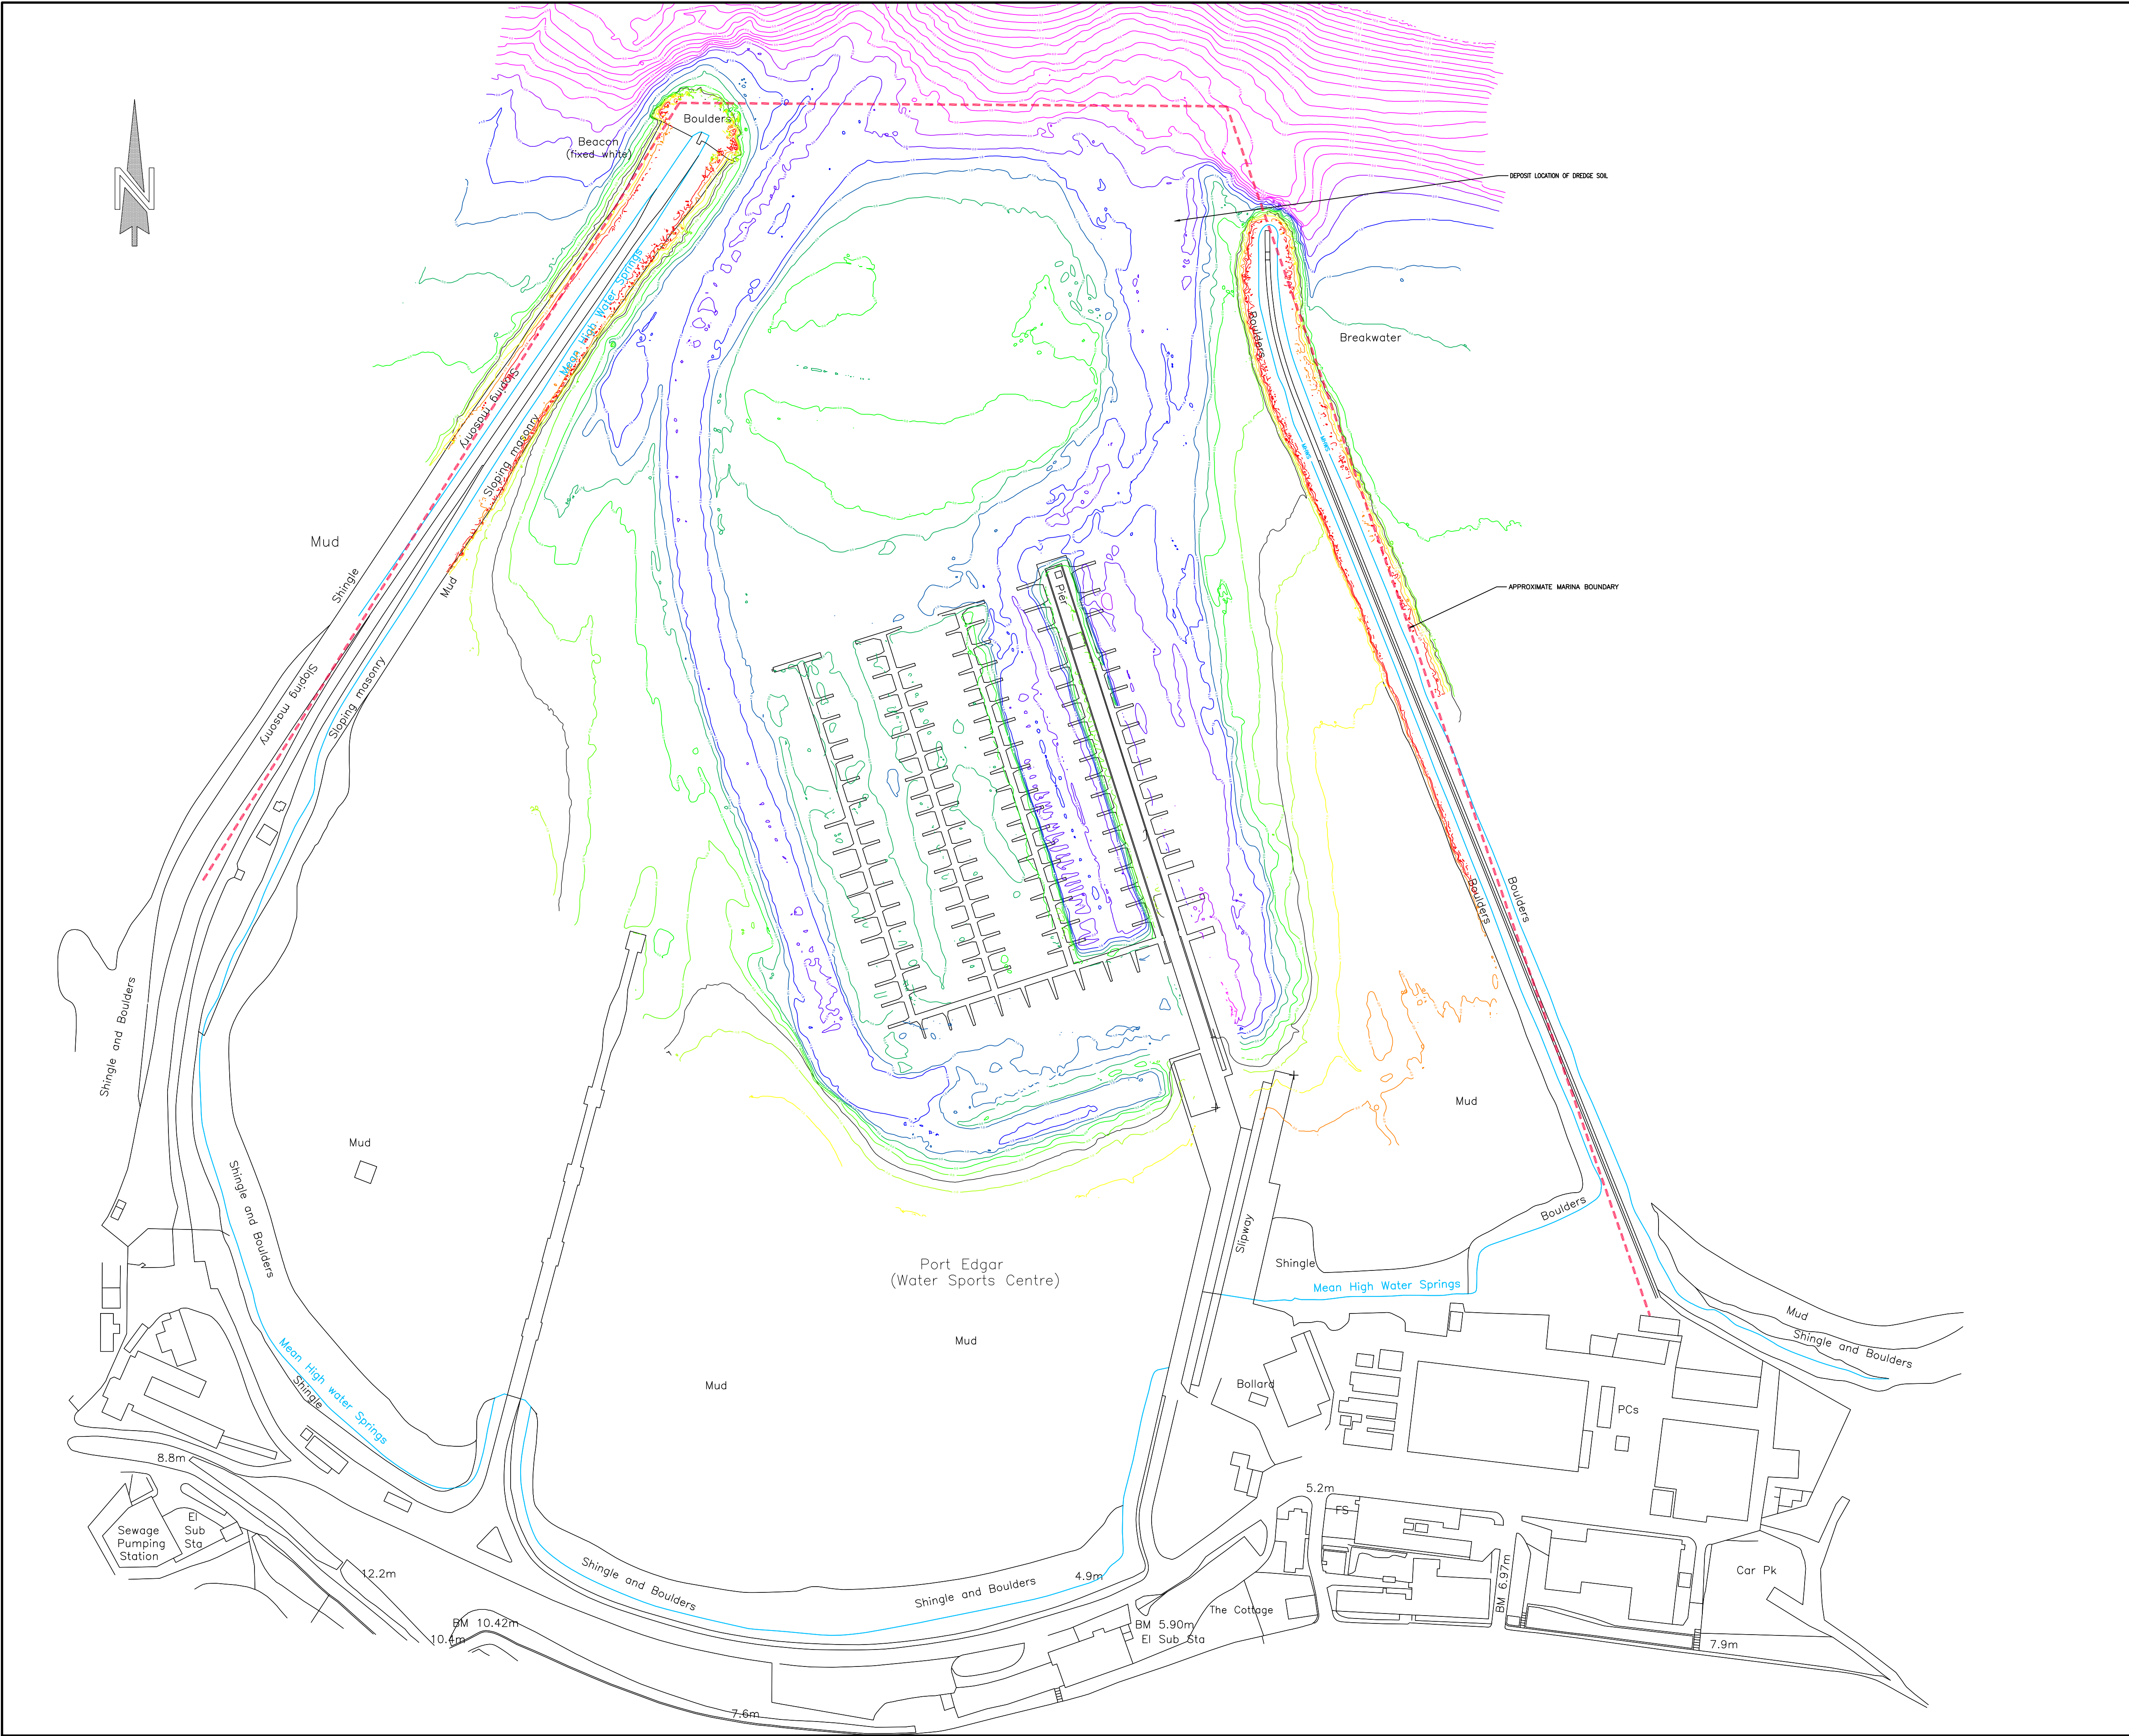 Boulders
Beacon
(fixed white)
DEPOSIT LOCATION OF DREDGE SOIL
N
Mean High Water Springs
Boulders
Breakwater
Sloping masonry
Sloping masonry
Mud
Shingle
Mud
Pier
APPROXIMATE MARINA BOUNDARY
Sloping masonry
Sloping masonry
Boulders
Boulders
Shingle and Boulders
Mud
Mud
Shingle and Boulders
Boulders
Slipway
Port Edgar
(Water Sports Centre)
Shingle
Mean High Water Springs
Mud
Shingle and Boulders
Mud
Mean High water Springs
Shingle
Mud
Bollard
PCs
8.8m
5.2m
FS
El
Sub
Sta
Sewage
Pumping
Station
12.2m
Shingle and Boulders
Shingle and Boulders
4.9m
BM 6.97m
Car Pk
The Cottage
BM 10.42m
10.4m
BM 5.90m
El Sub Sta
7.9m
7.6m